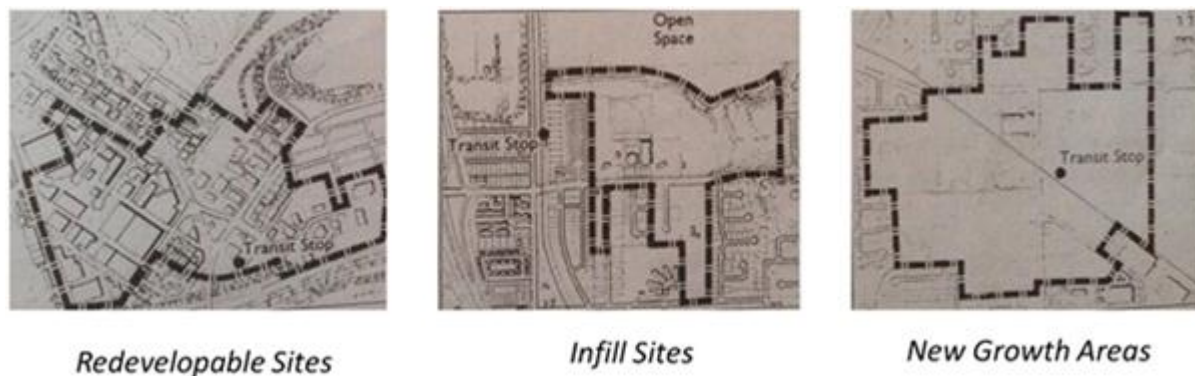 Transit Stop
Redevelopable Sites
Open
Space
Transit Stop
Infill Sites
Transit Stop
New Growth Areas